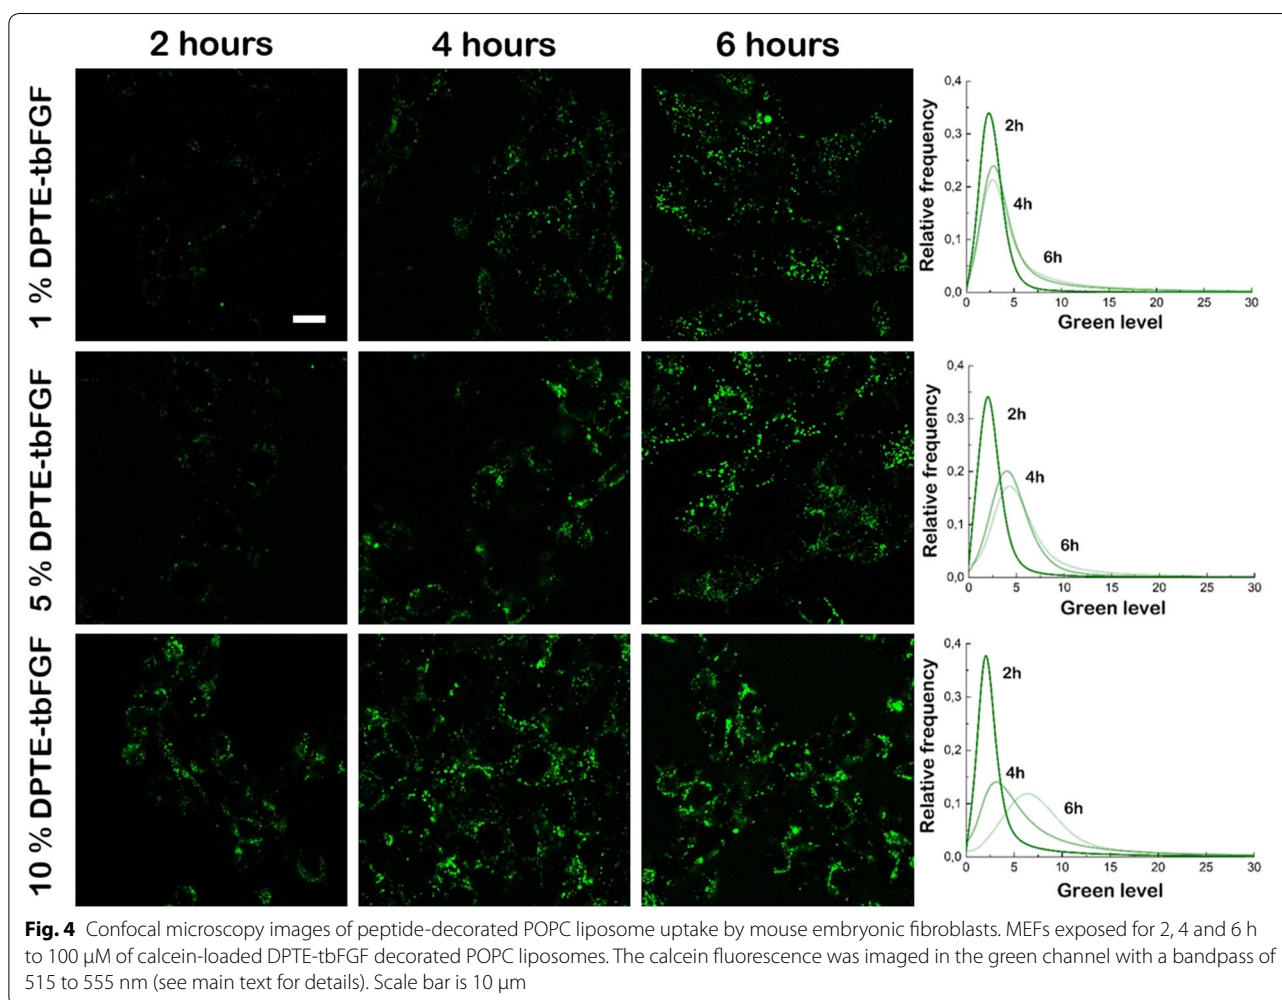 2 hours
4 hours
6 hours
1 % DPTE-tbFGF
0,4
0,3
0,2
0,1
0,0
Relative frequency
2h
4h
6h
0 5 10 15 20 25 30
Green level
5 % DPTE-tbFGF
0,4
0,3
0,2
0,1
0,0
Relative frequency
2h
4h
6h
0 5 10 15 20 25 30
Green level
10 % DPTE-tbFGF
0,4
0,3
0,2
0,1
0,0
Relative frequency
2h
4h
6h
0 5 10 15 20 25 30
Green level
Fig. 4 Confocal microscopy images of peptide-decorated POPC liposome uptake by mouse embryonic fibroblasts. MEFs exposed for 2, 4 and 6 h
to 100 µM of calcein-loaded DPTE-tbFGF decorated POPC liposomes. The calcein fluorescence was imaged in the green channel with a bandpass of
515 to 555 nm (see main text for details). Scale bar is 10 µm